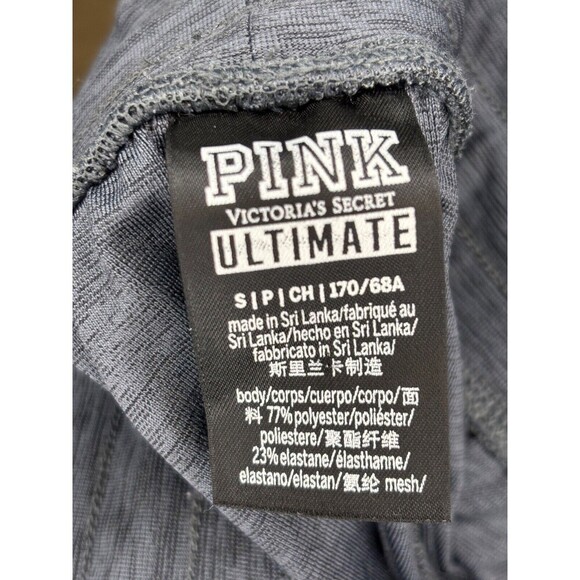 PINK
VICTORIA'S SECRET
ULTIMATE
S|P|CH|170/68A
made in Sri Lanka/fabriqué au
Sri Lanka/hecho en Sri Lanka/
fabbricato in Sri Lanka/
斯里兰卡制造
body/corps/cuerpo/corpo/面
料 77% polyester/poliéster/
poliestere/聚酯纤维
23% elastane/élasthanne/
elastano/elastan/氨纶 mesh/